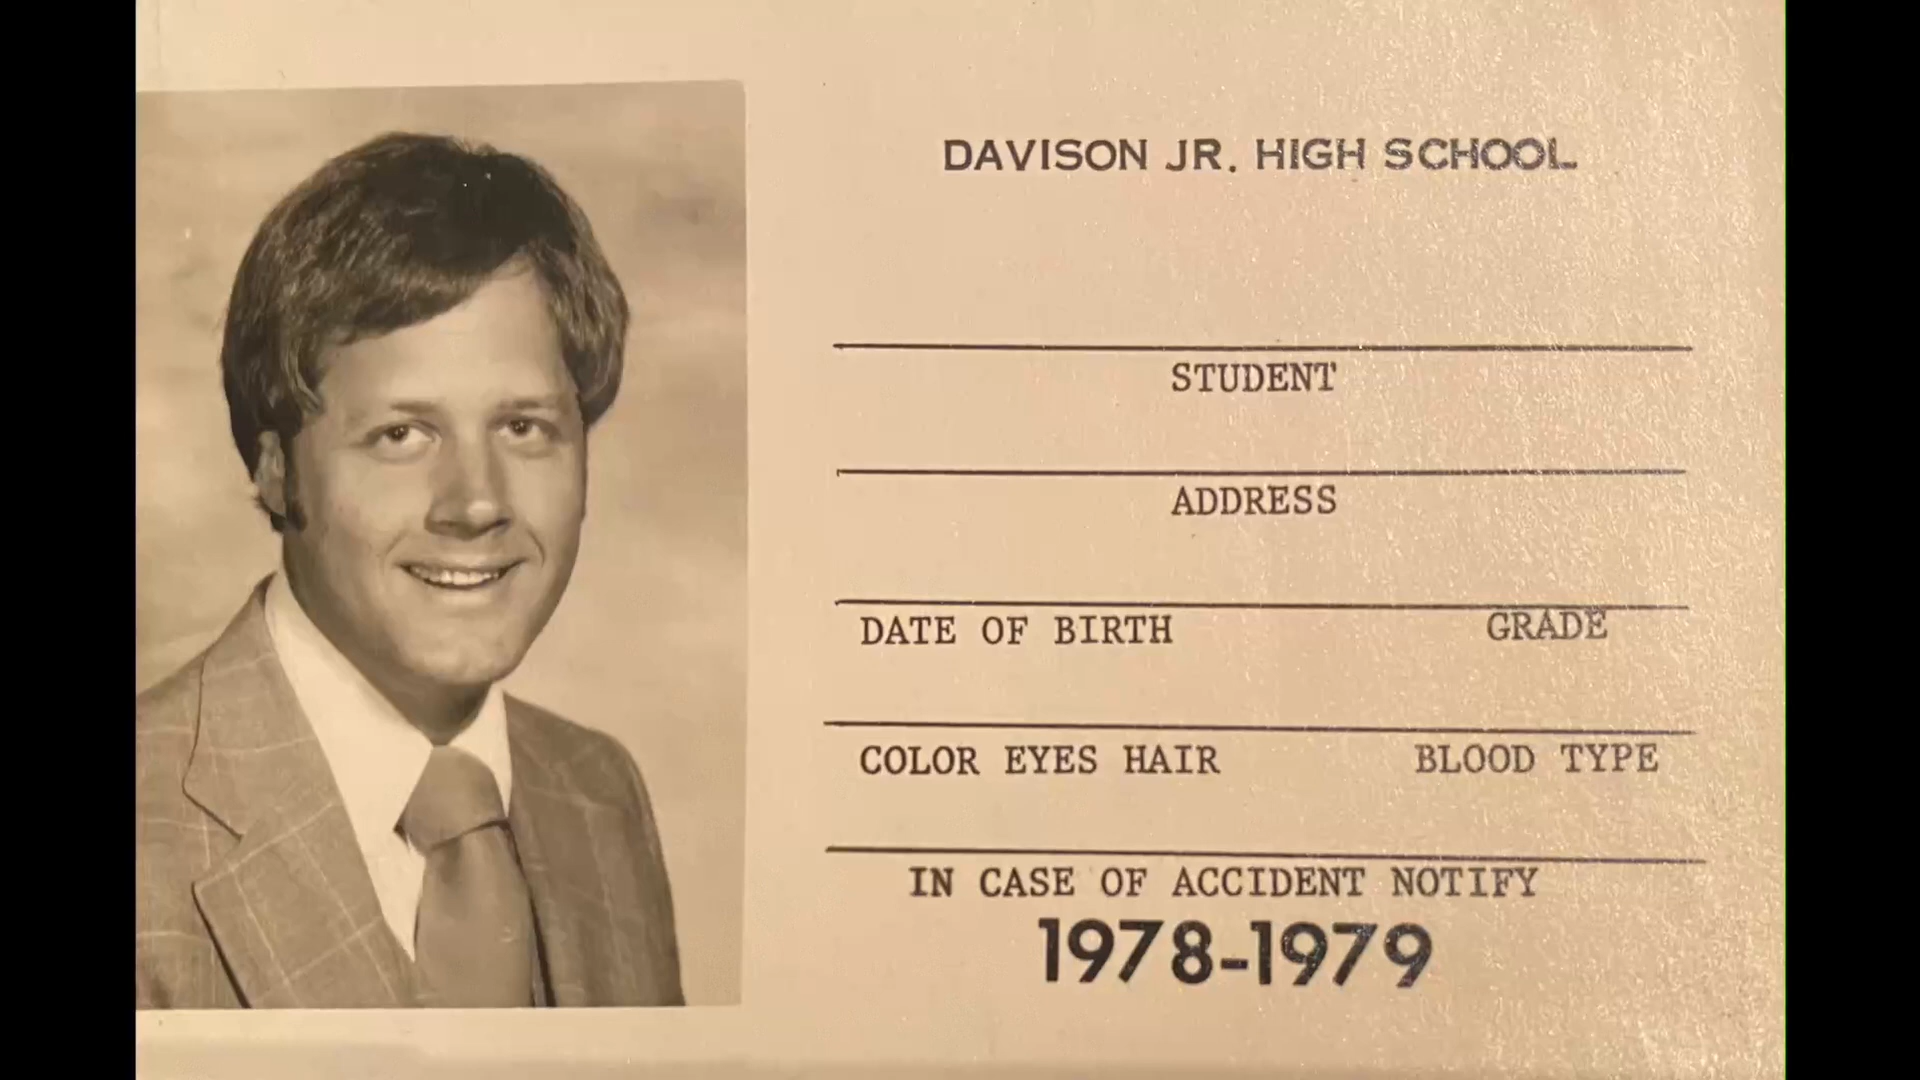 DAVISON JR. HIGH SCHOOL
STUDENT
ADDRESS
DATE OF BIRTH GRADE
COLOR EYES HAIR BLOOD TYPE
IN CASE OF ACCIDENT NOTIFY
1978-1979